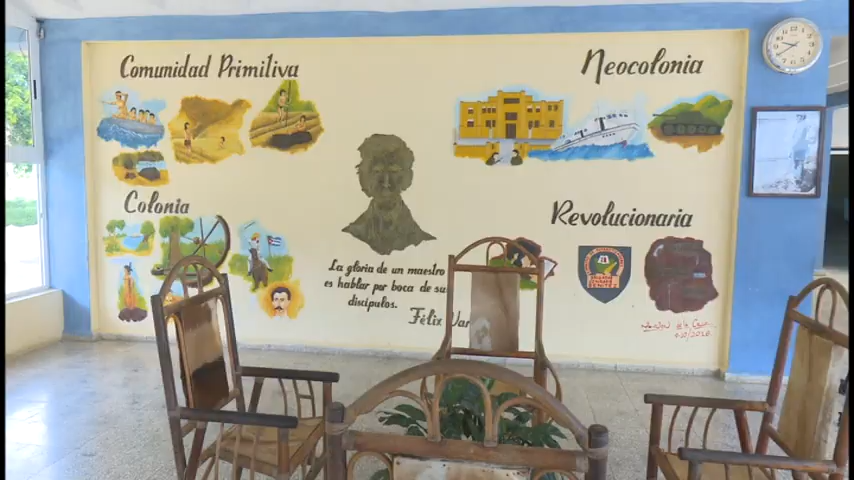 Comunidad Primitiva
Neocolonia
Colonia
Revolucionaria
La gloria de un maestro
es hablar por boca de sus
discípulos.
Félix Var